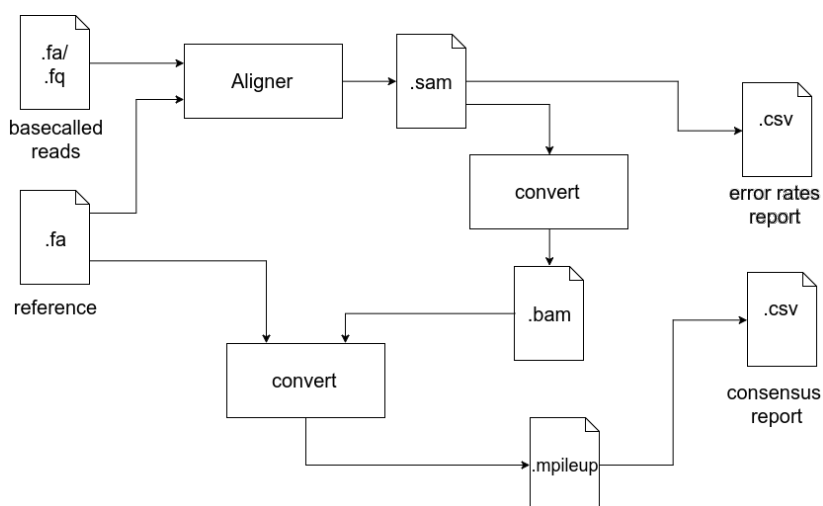 .fa/
.fq
basecalled
reads
Aligner
.sam
.csv
error rates
report
convert
.fa
reference
.bam
.csv
consensus
report
convert
.mpileup